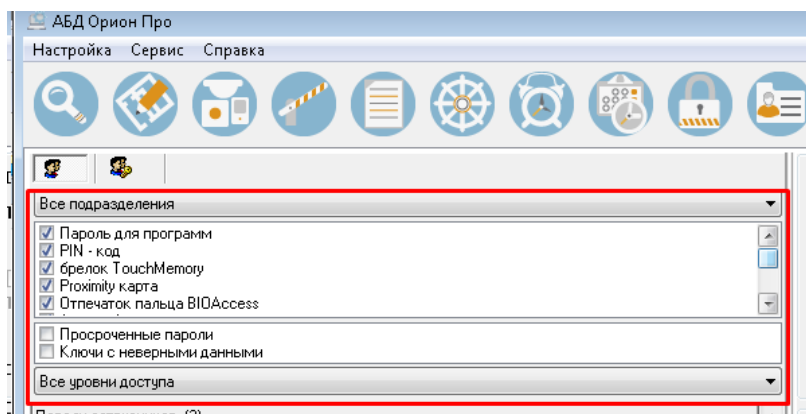 АБД Орион Про
Настройка Сервис Справка
Все подразделения
Пароль для программ
PIN - код
брелок TouchMemory
Proximity карта
Отпечаток пальца BIOAccess
Просроченные пароли
Ключи с неверными данными
Все уровни доступа